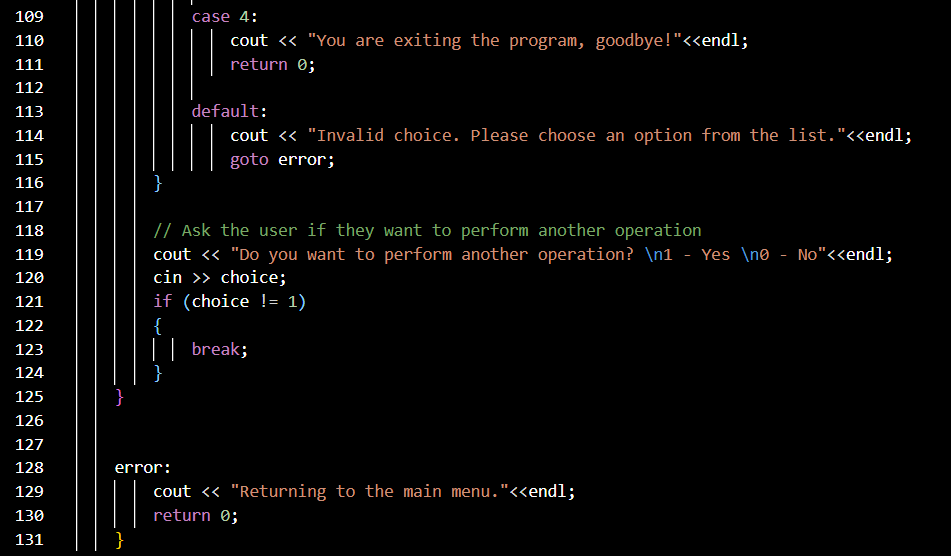 109 case 4:
110 cout << "You are exiting the program, goodbye!"<<endl;
111 return 0;
112
113 default:
114 cout << "Invalid choice. Please choose an option from the list."<<endl;
115 goto error;
116 }
117
118 // Ask the user if they want to perform another operation
119 cout << "Do you want to perform another operation? \n1 - Yes \n0 - No"<<endl;
120 cin >> choice;
121 if (choice != 1)
122 {
123 break;
124 }
125 }
126
127
128 error:
129 cout << "Returning to the main menu."<<endl;
130 return 0;
131 }